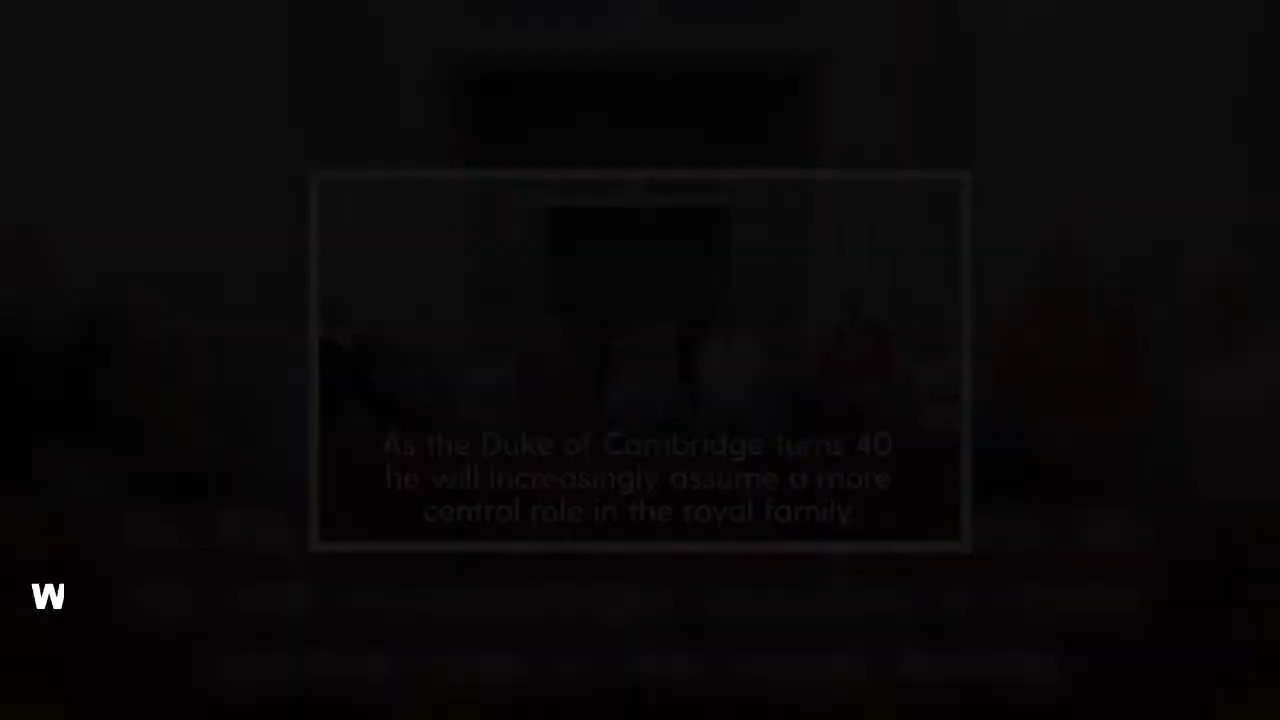 As the Duke of Cambridge turns 40
he will increasingly assume a more
central role in the royal family.
W